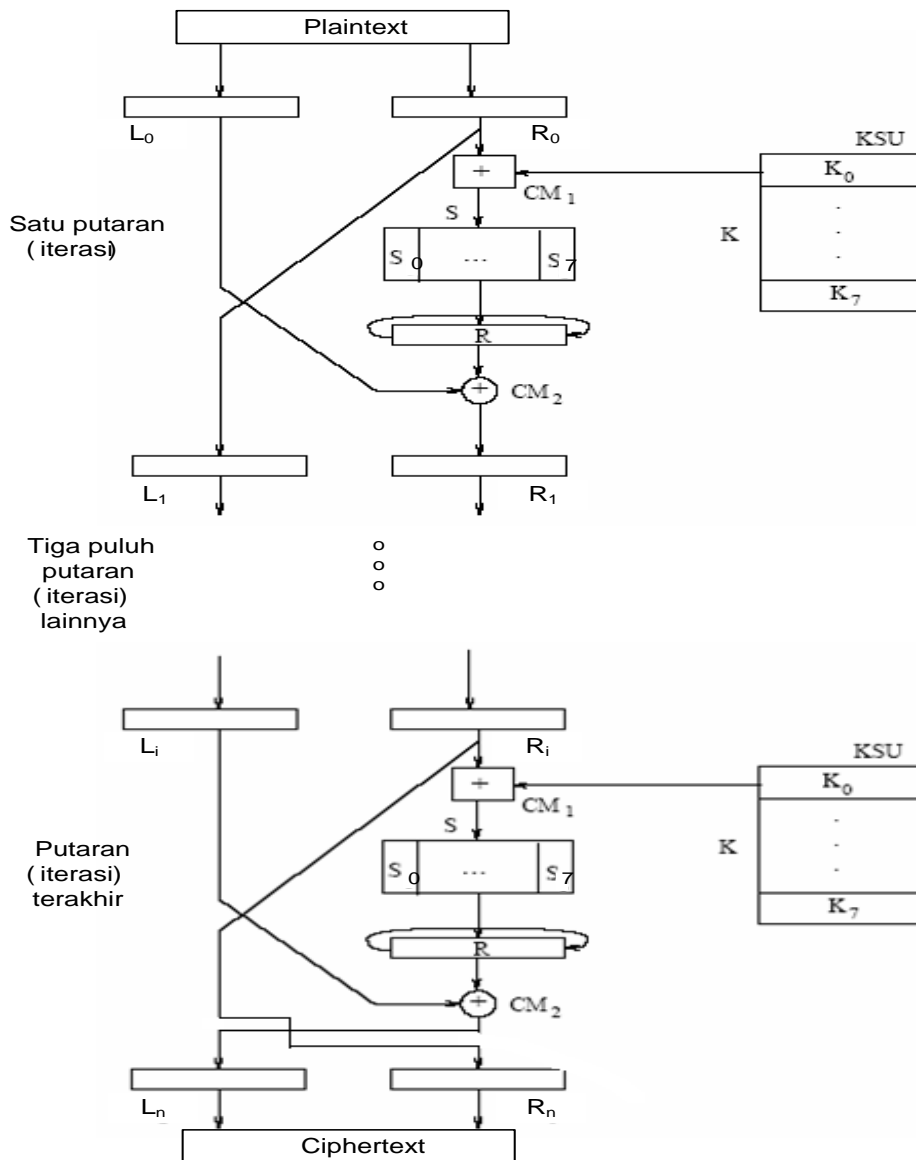 Plaintext
L0
R0
KSU
K0
+
CM1
Satu putaran
( iterasi)
S
.
.
.
K
S0
...
S7
K7
R
+
CM2
L1
R1
Tiga puluh
putaran
( iterasi)
lainnya
o
o
o
Li
Ri
KSU
K0
+
CM1
S
.
.
.
K
Putaran
( iterasi)
terakhir
S0
...
S7
K7
R
+
CM2
Ln
Rn
Ciphertext